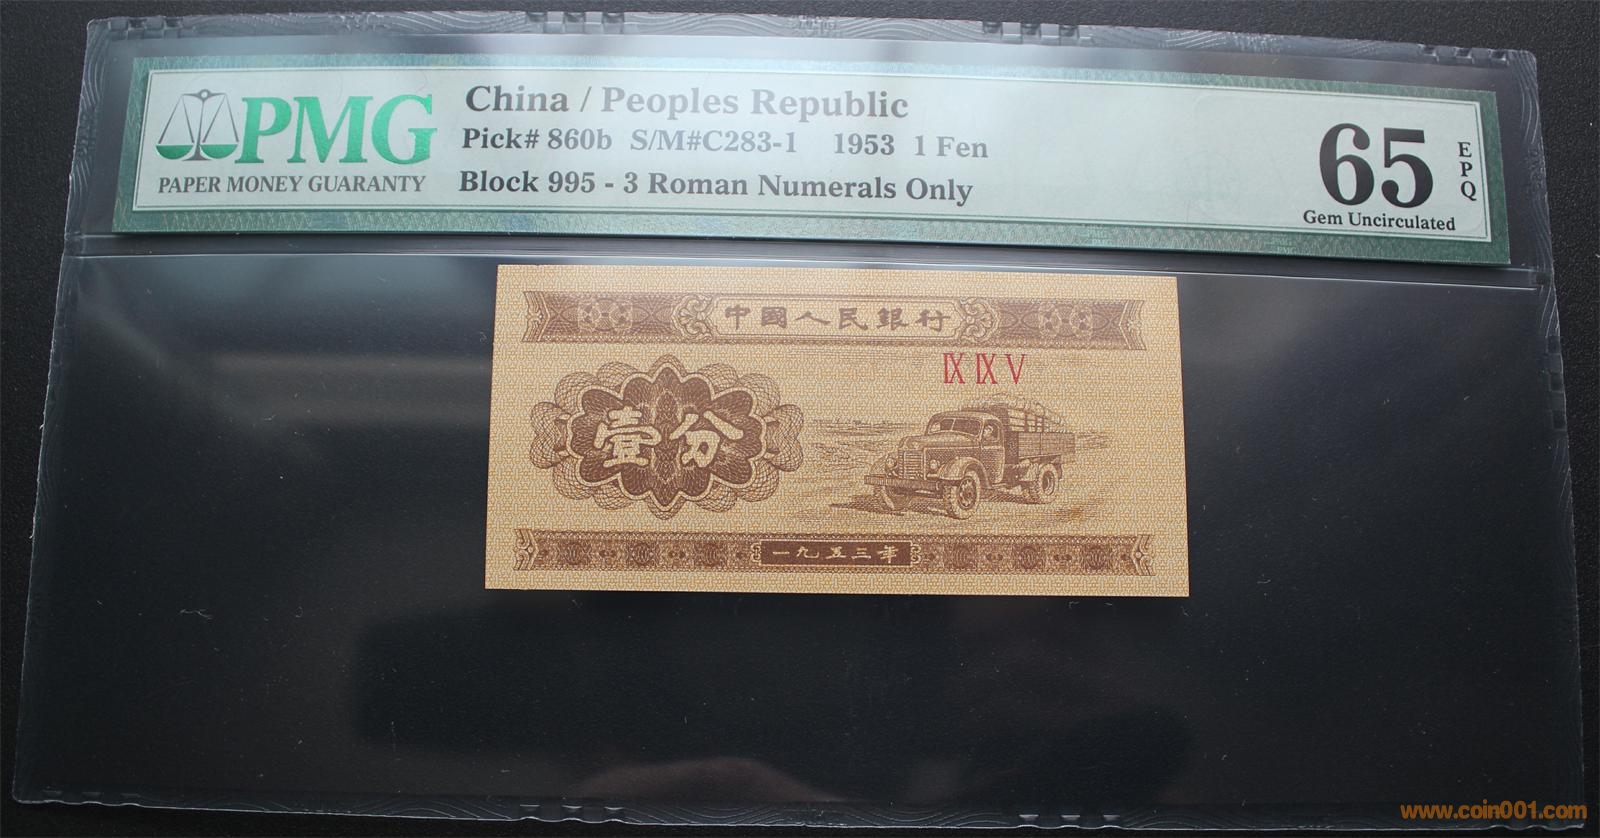 PMG
PAPER MONEY GUARANTY
China / Peoples Republic
Pick# 860b S/M#C283-1 1953 1 Fen
Block 995 - 3 Roman Numerals Only
65
EPQ
Gem Uncirculated
中國人民銀行
IX IX V
壹分
一九五三年
www.coin001.com